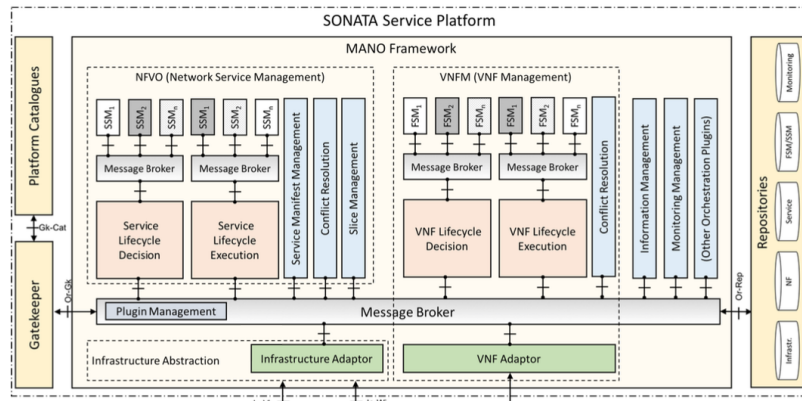 SONATA Service Platform
MANO Framework
Platform Catalogues
Gk-Cat
Gatekeeper
Or-Gk
NFVO (Network Service Management)
SSM1
SSM2
SSMn
SSM1
SSM2
SSMn
Message Broker
Message Broker
Service
Lifecycle
Decision
Service
Lifecycle
Execution
Service Manifest Management
Conflict Resolution
Slice Management
VNFM (VNF Management)
FSM1
FSM2
FSMn
FSM1
FSM2
FSMn
Message Broker
Message Broker
VNF Lifecycle
Decision
VNF Lifecycle
Execution
Conflict Resolution
Information Management
Monitoring Management
(Other Orchestration Plugins)
Plugin Management
Message Broker
Infrastructure Abstraction
Infrastructure Adaptor
VNF Adaptor
Or-Rep
Repositories
Monitoring
FSM/SSM
Service
NF
Infrastr.